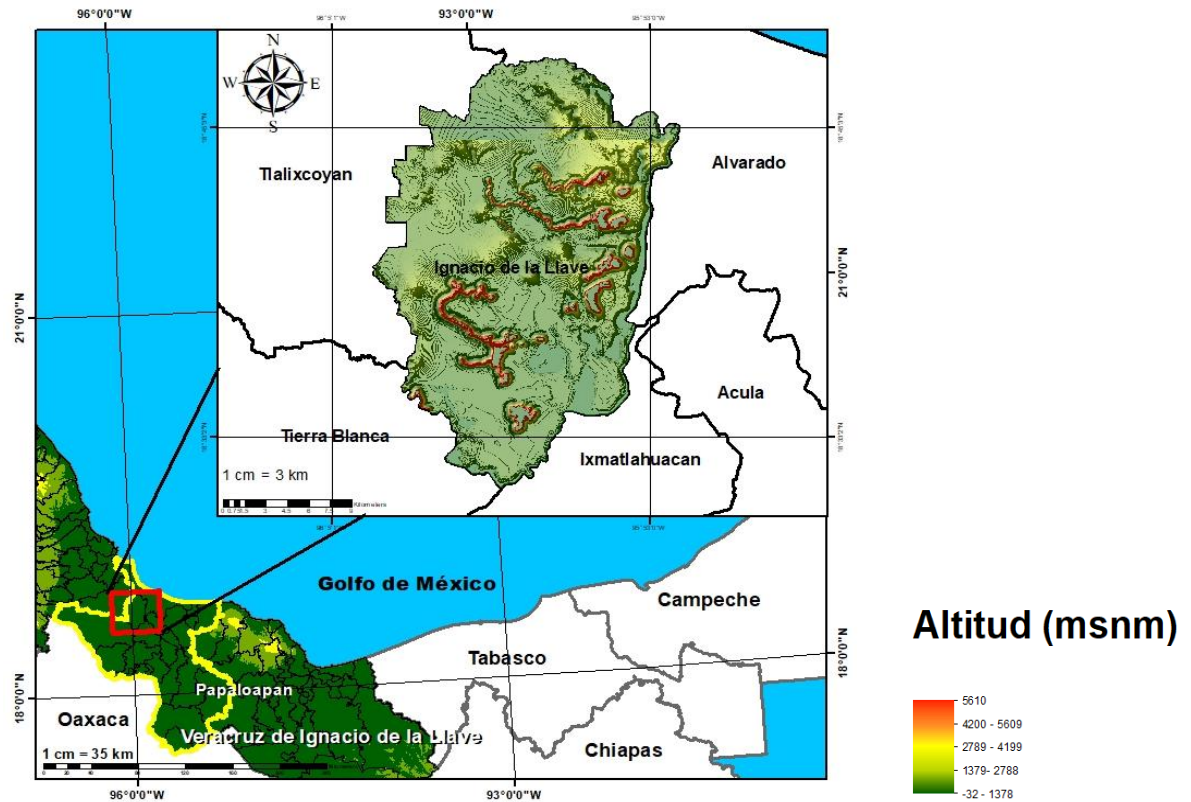 96°0'0"W
93°0'0"W
N
W
E
S
Tlalixcoyan
Alvarado
Ignacio de la Llave
21°0'0"N
21°0'0"N
Acula
Tierra Blanca
Ixmatlahuacan
1 cm = 3 km
Kilometers
Golfo de México
Campeche
Tabasco
18°0'0"N
18°0'0"N
Papaloapan
Oaxaca
Veracruz de Ignacio de la Llave
Chiapas
1 cm = 35 km
96°0'0"W
93°0'0"W
Altitud (msnm)
5610
4200 - 5609
2789 - 4199
1379- 2788
-32 - 1378